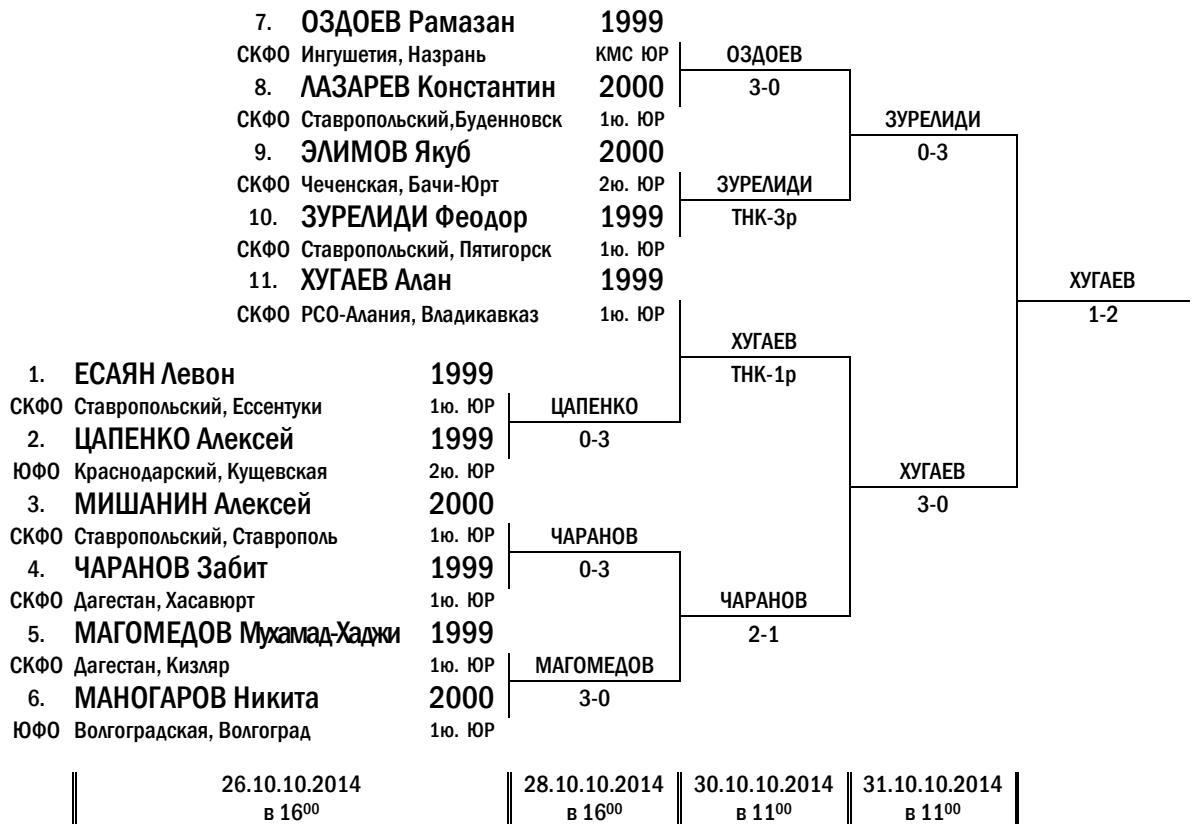 7. ОЗДОЕВ Рамазан 1999
СКФО Ингушетия, Назрань КМС ЮР ОЗДОЕВ
8. ЛАЗАРЕВ Константин 2000 3-0
СКФО Ставропольский,Буденновск 1ю. ЮР ЗУРЕЛИДИ
9. ЭЛИМОВ Якуб 2000 0-3
СКФО Чеченская, Бачи-Юрт 2ю. ЮР ЗУРЕЛИДИ
10. ЗУРЕЛИДИ Феодор 1999 ТНК-3р
СКФО Ставропольский, Пятигорск 1ю. ЮР
11. ХУГАЕВ Алан 1999 ХУГАЕВ
СКФО РСО-Алания, Владикавказ 1ю. ЮР 1-2
ХУГАЕВ
1. ЕСАЯН Левон 1999 ТНК-1р
СКФО Ставропольский, Ессентуки 1ю. ЮР ЦАПЕНКО
2. ЦАПЕНКО Алексей 1999 0-3
ЮФО Краснодарский, Кущевская 2ю. ЮР ХУГАЕВ
3. МИШАНИН Алексей 2000 3-0
СКФО Ставропольский, Ставрополь 1ю. ЮР ЧАРАНОВ
4. ЧАРАНОВ Забит 1999 0-3
СКФО Дагестан, Хасавюрт 1ю. ЮР ЧАРАНОВ
5. МАГОМЕДОВ Мухамад-Хаджи 1999 2-1
СКФО Дагестан, Кизляр 1ю. ЮР МАГОМЕДОВ
6. МАНОГАРОВ Никита 2000 3-0
ЮФО Волгоградская, Волгоград 1ю. ЮР
26.10.10.2014 28.10.10.2014 30.10.10.2014 31.10.10.2014
в 16⁰⁰ в 16⁰⁰ в 11⁰⁰ в 11⁰⁰